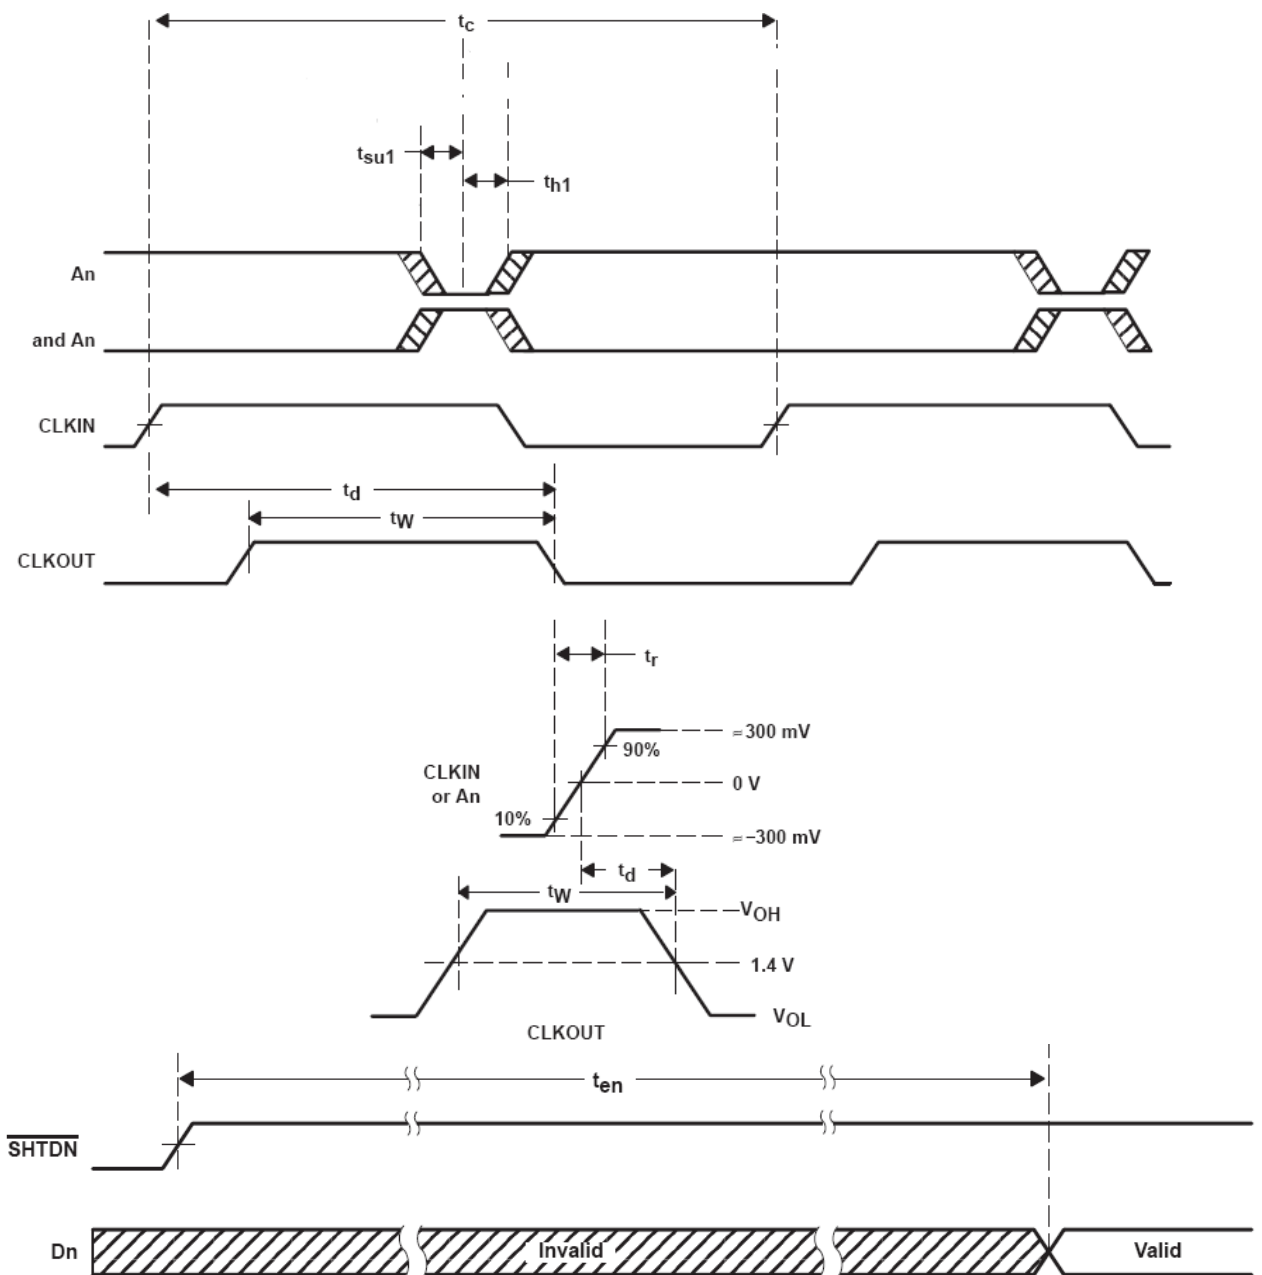 tc
tsu1
th1
An
and An
CLKIN
td
tW
CLKOUT
tr
≈300 mV
90%
CLKIN
or An
0 V
10%
≈−300 mV
td
tW
VOH
1.4 V
VOL
CLKOUT
ten
SHTDN
Dn
Invalid
Valid